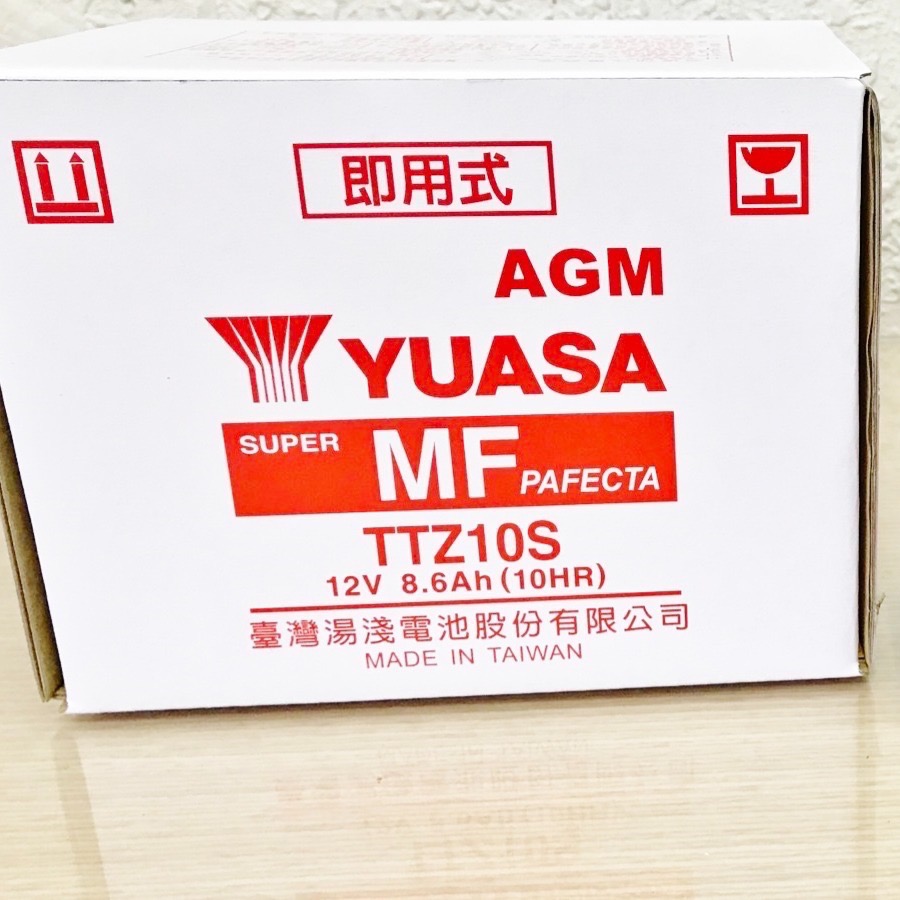 即用式
AGM
YUASA
SUPER MF PAFECTA
TTZ10S
12V 8.6Ah (10HR)
臺灣湯淺電池股份有限公司
MADE IN TAIWAN